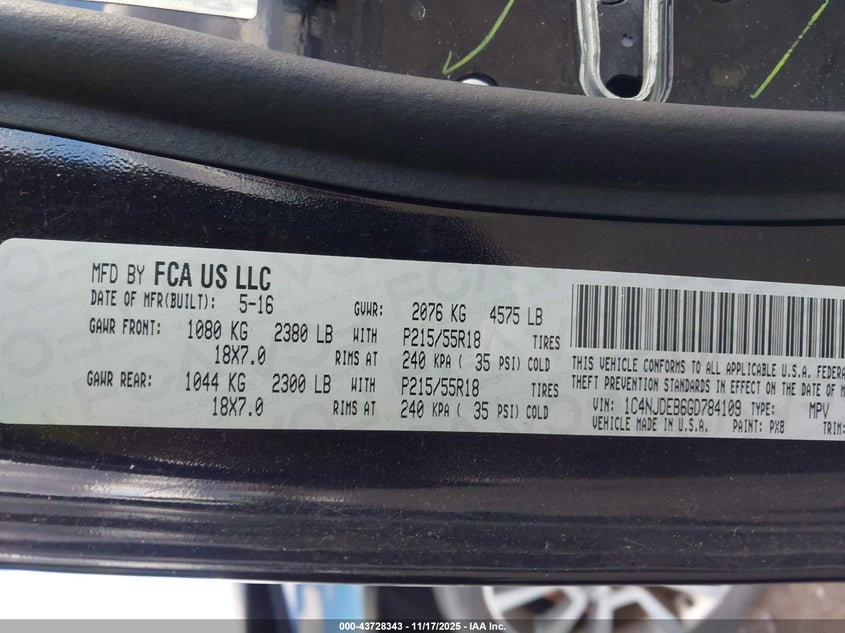 MFD BY FCA US LLC
DATE OF MFR(BUILT): 5-16 GVWR: 2076 KG 4575 LB
GAWR FRONT: 1080 KG 2380 LB WITH P215/55R18 TIRES
18X7.0 RIMS AT 240 KPA ( 35 PSI) COLD
GAWR REAR: 1044 KG 2300 LB WITH P215/55R18 TIRES
18X7.0 RIMS AT 240 KPA ( 35 PSI) COLD
THIS VEHICLE CONFORMS TO ALL APPLICABLE U.S.A. FEDERA
THEFT PREVENTION STANDARDS IN EFFECT ON THE DATE OF M
VIN: 1C4NJDEB6GD784109 TYPE: MPV
VEHICLE MADE IN U.S.A. PAINT: PX8 TRIM:
000-43728343 - 11/17/2025 - IAA Inc.